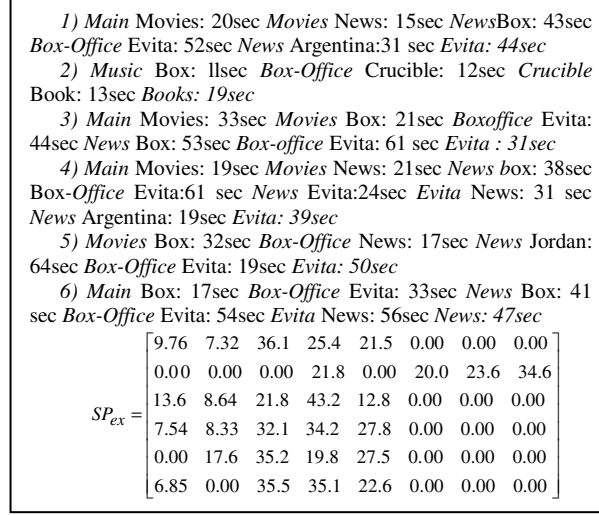 1) Main Movies: 20sec Movies News: 15sec NewsBox: 43sec
Box-Office Evita: 52sec News Argentina:31 sec Evita: 44sec
2) Music Box: llsec Box-Office Crucible: 12sec Crucible
Book: 13sec Books: 19sec
3) Main Movies: 33sec Movies Box: 21sec Boxoffice Evita:
44sec News Box: 53sec Box-office Evita: 61 sec Evita : 31sec
4) Main Movies: 19sec Movies News: 21sec News box: 38sec
Box-Office Evita:61 sec News Evita:24sec Evita News: 31 sec
News Argentina: 19sec Evita: 39sec
5) Movies Box: 32sec Box-Office News: 17sec News Jordan:
64sec Box-Office Evita: 19sec Evita: 50sec
6) Main Box: 17sec Box-Office Evita: 33sec News Box: 41
sec Box-Office Evita: 54sec Evita News: 56sec News: 47sec
9.76 7.32 36.1 25.4 21.5 0.00 0.00 0.00
0.00 0.00 0.00 21.8 0.00 20.0 23.6 34.6
13.6 8.64 21.8 43.2 12.8 0.00 0.00 0.00
SPex =
7.54 8.33 32.1 34.2 27.8 0.00 0.00 0.00
0.00 17.6 35.2 19.8 27.5 0.00 0.00 0.00
6.85 0.00 35.5 35.1 22.6 0.00 0.00 0.00